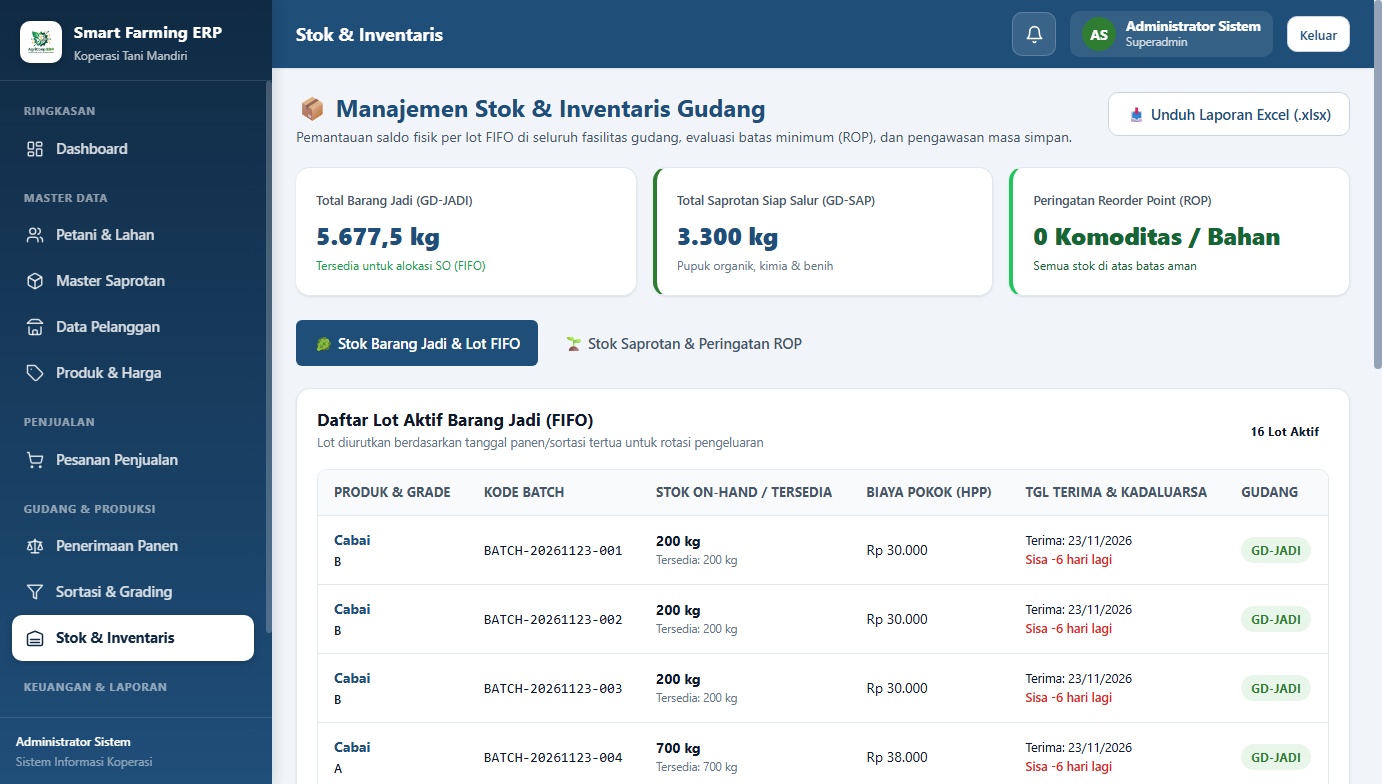 Smart Farming ERP
Koperasi Tani Mandiri
RINGKASAN
Dashboard
MASTER DATA
Petani & Lahan
Master Saprotan
Data Pelanggan
Produk & Harga
PENJUALAN
Pesanan Penjualan
GUDANG & PRODUKSI
Penerimaan Panen
Sortasi & Grading
Stok & Inventaris
KEUANGAN & LAPORAN
Administrator Sistem
Sistem Informasi Koperasi
Stok & Inventaris
AS
Administrator Sistem
Superadmin
Keluar
Manajemen Stok & Inventaris Gudang
Pemantauan saldo fisik per lot FIFO di seluruh fasilitas gudang, evaluasi batas minimum (ROP), dan pengawasan masa simpan.
Unduh Laporan Excel (.xlsx)
Total Barang Jadi (GD-JADI)
5.677,5 kg
Tersedia untuk alokasi SO (FIFO)
Total Saprotan Siap Salur (GD-SAP)
3.300 kg
Pupuk organik, kimia & benih
Peringatan Reorder Point (ROP)
0 Komoditas / Bahan
Semua stok di atas batas aman
Stok Barang Jadi & Lot FIFO
Stok Saprotan & Peringatan ROP
Daftar Lot Aktif Barang Jadi (FIFO)
Lot diurutkan berdasarkan tanggal panen/sortasi tertua untuk rotasi pengeluaran
16 Lot Aktif
PRODUK & GRADE KODE BATCH STOK ON-HAND / TERSEDIA BIAYA POKOK (HPP) TGL TERIMA & KADALUARSA GUDANG
Cabai
B
BATCH-20261123-001
200 kg
Tersedia: 200 kg
Rp 30.000
Terima: 23/11/2026
Sisa -6 hari lagi
GD-JADI
Cabai
B
BATCH-20261123-002
200 kg
Tersedia: 200 kg
Rp 30.000
Terima: 23/11/2026
Sisa -6 hari lagi
GD-JADI
Cabai
B
BATCH-20261123-003
200 kg
Tersedia: 200 kg
Rp 30.000
Terima: 23/11/2026
Sisa -6 hari lagi
GD-JADI
Cabai
A
BATCH-20261123-004
700 kg
Tersedia: 700 kg
Rp 38.000
Terima: 23/11/2026
Sisa -6 hari lagi
GD-JADI